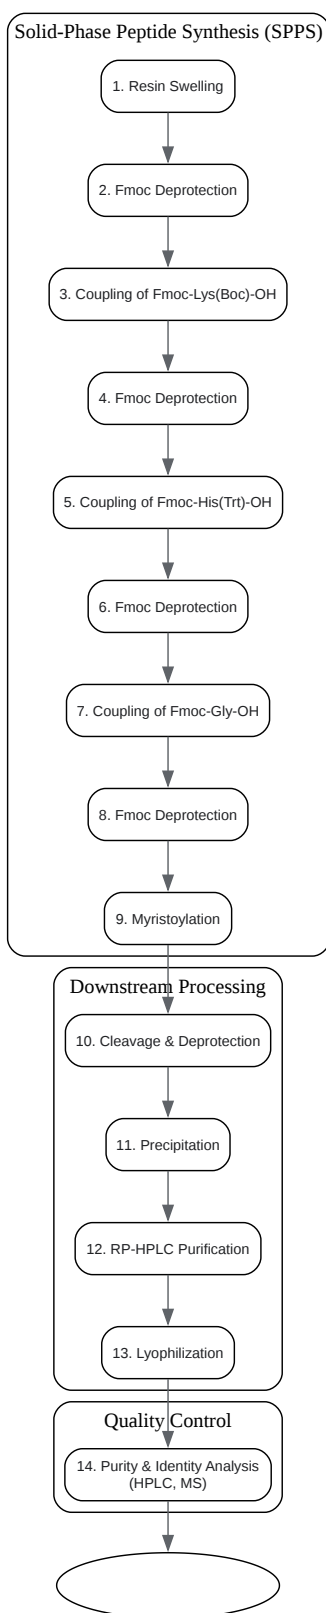 Solid-Phase Peptide Synthesis (SPPS)
1. Resin Swelling
2. Fmoc Deprotection
3. Coupling of Fmoc-Lys(Boc)-OH
4. Fmoc Deprotection
5. Coupling of Fmoc-His(Trt)-OH
6. Fmoc Deprotection
7. Coupling of Fmoc-Gly-OH
8. Fmoc Deprotection
9. Myristoylation
Downstream Processing
10. Cleavage & Deprotection
11. Precipitation
12. RP-HPLC Purification
13. Lyophilization
Quality Control
14. Purity & Identity Analysis
(HPLC, MS)